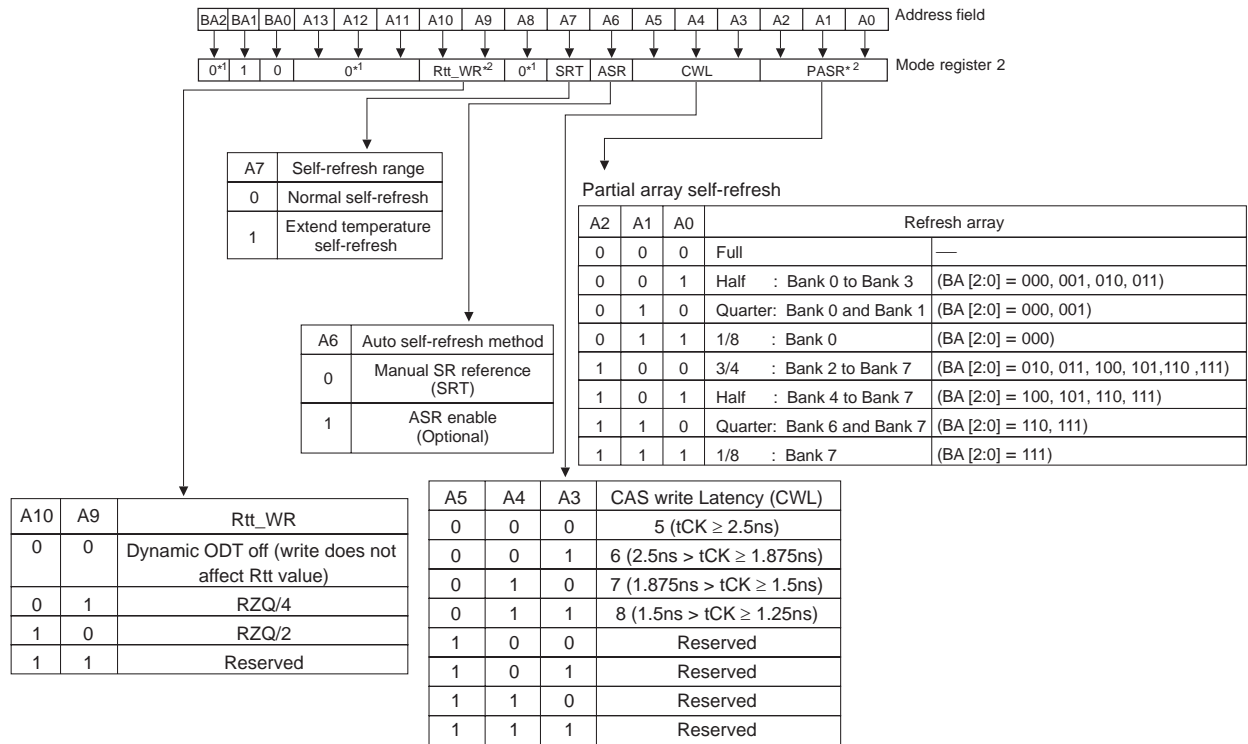 BA2 BA1 BA0 A13 A12 A11 A10 A9 A8 A7 A6 A5 A4 A3 A2 A1 A0 Address field
0*1 1 0 0*1 Rtt_WR*2 0*1 SRT ASR CWL PASR*2 Mode register 2
A7 Self-refresh range
0 Normal self-refresh
1 Extend temperature
self-refresh
Partial array self-refresh
A2 A1 A0 Refresh array
0 0 0 Full —
0 0 1 Half : Bank 0 to Bank 3 (BA [2:0] = 000, 001, 010, 011)
0 1 0 Quarter: Bank 0 and Bank 1 (BA [2:0] = 000, 001)
0 1 1 1/8 : Bank 0 (BA [2:0] = 000)
1 0 0 3/4 : Bank 2 to Bank 7 (BA [2:0] = 010, 011, 100, 101,110 ,111)
1 0 1 Half : Bank 4 to Bank 7 (BA [2:0] = 100, 101, 110, 111)
1 1 0 Quarter: Bank 6 and Bank 7 (BA [2:0] = 110, 111)
1 1 1 1/8 : Bank 7 (BA [2:0] = 111)
A6 Auto self-refresh method
0 Manual SR reference
(SRT)
1 ASR enable
(Optional)
A10 A9 Rtt_WR
0 0 Dynamic ODT off (write does not
affect Rtt value)
0 1 RZQ/4
1 0 RZQ/2
1 1 Reserved
A5 A4 A3 CAS write Latency (CWL)
0 0 0 5 (tCK ≥ 2.5ns)
0 0 1 6 (2.5ns > tCK ≥ 1.875ns)
0 1 0 7 (1.875ns > tCK ≥ 1.5ns)
0 1 1 8 (1.5ns > tCK ≥ 1.25ns)
1 0 0 Reserved
1 0 1 Reserved
1 1 0 Reserved
1 1 1 Reserved